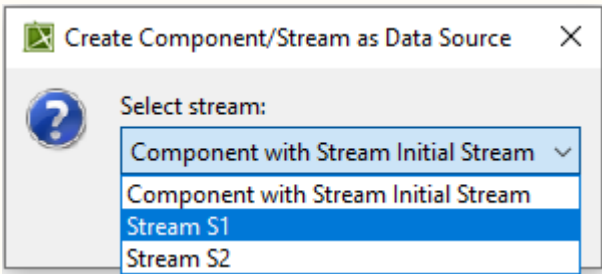 Create Component/Stream as Data Source
Select stream:
Component with Stream Initial Stream
Component with Stream Initial Stream
Stream S1
Stream S2